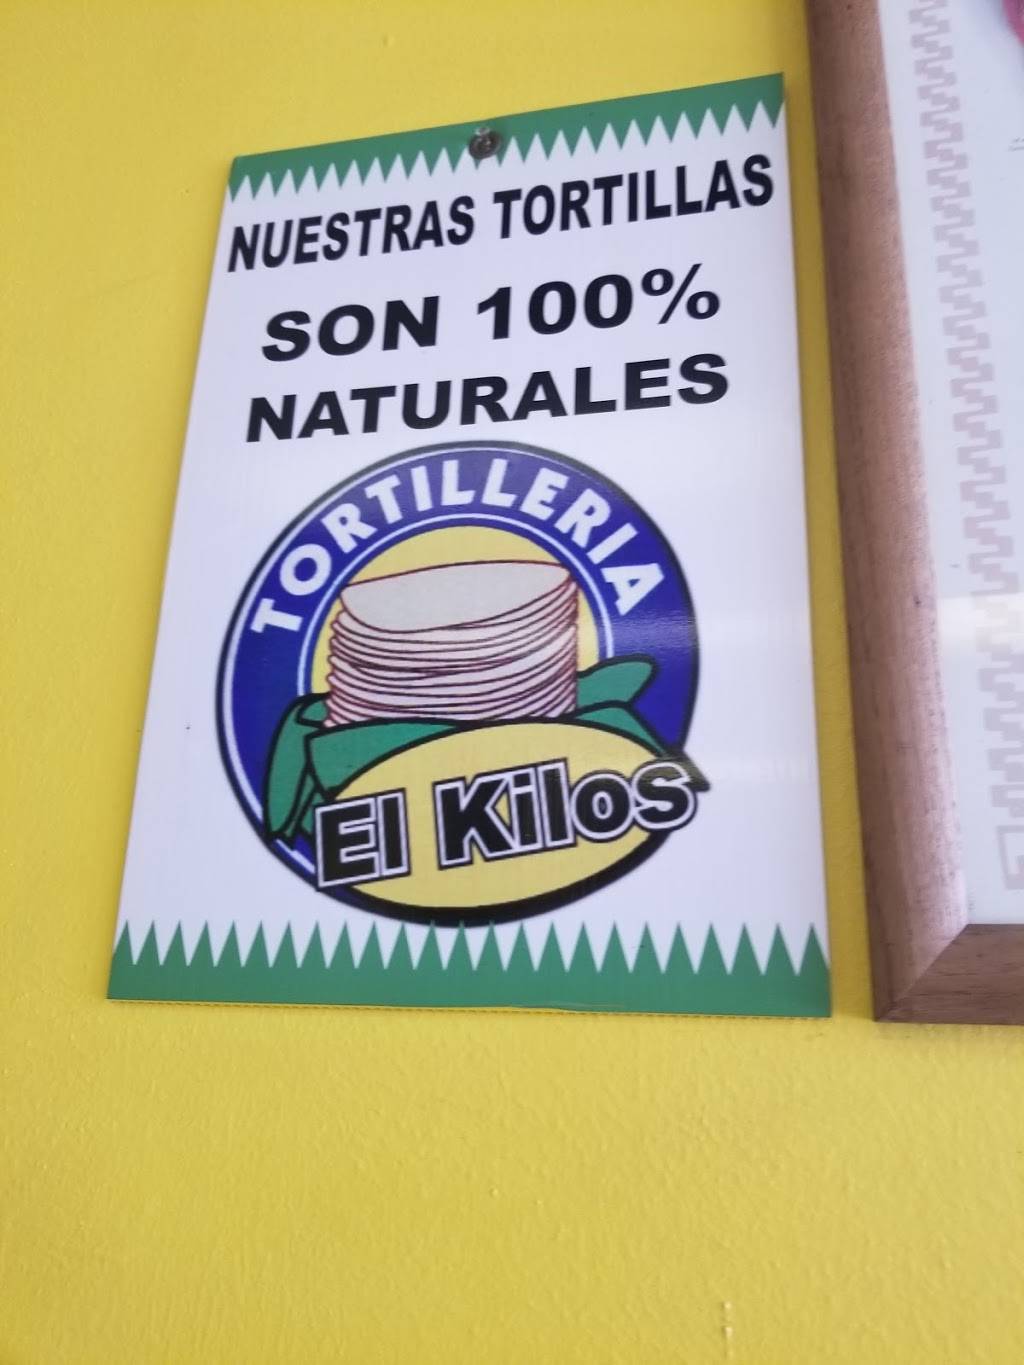 NUESTRAS TORTILLAS
SON 100%
NATURALES
TORTILLERIA
El Kilos